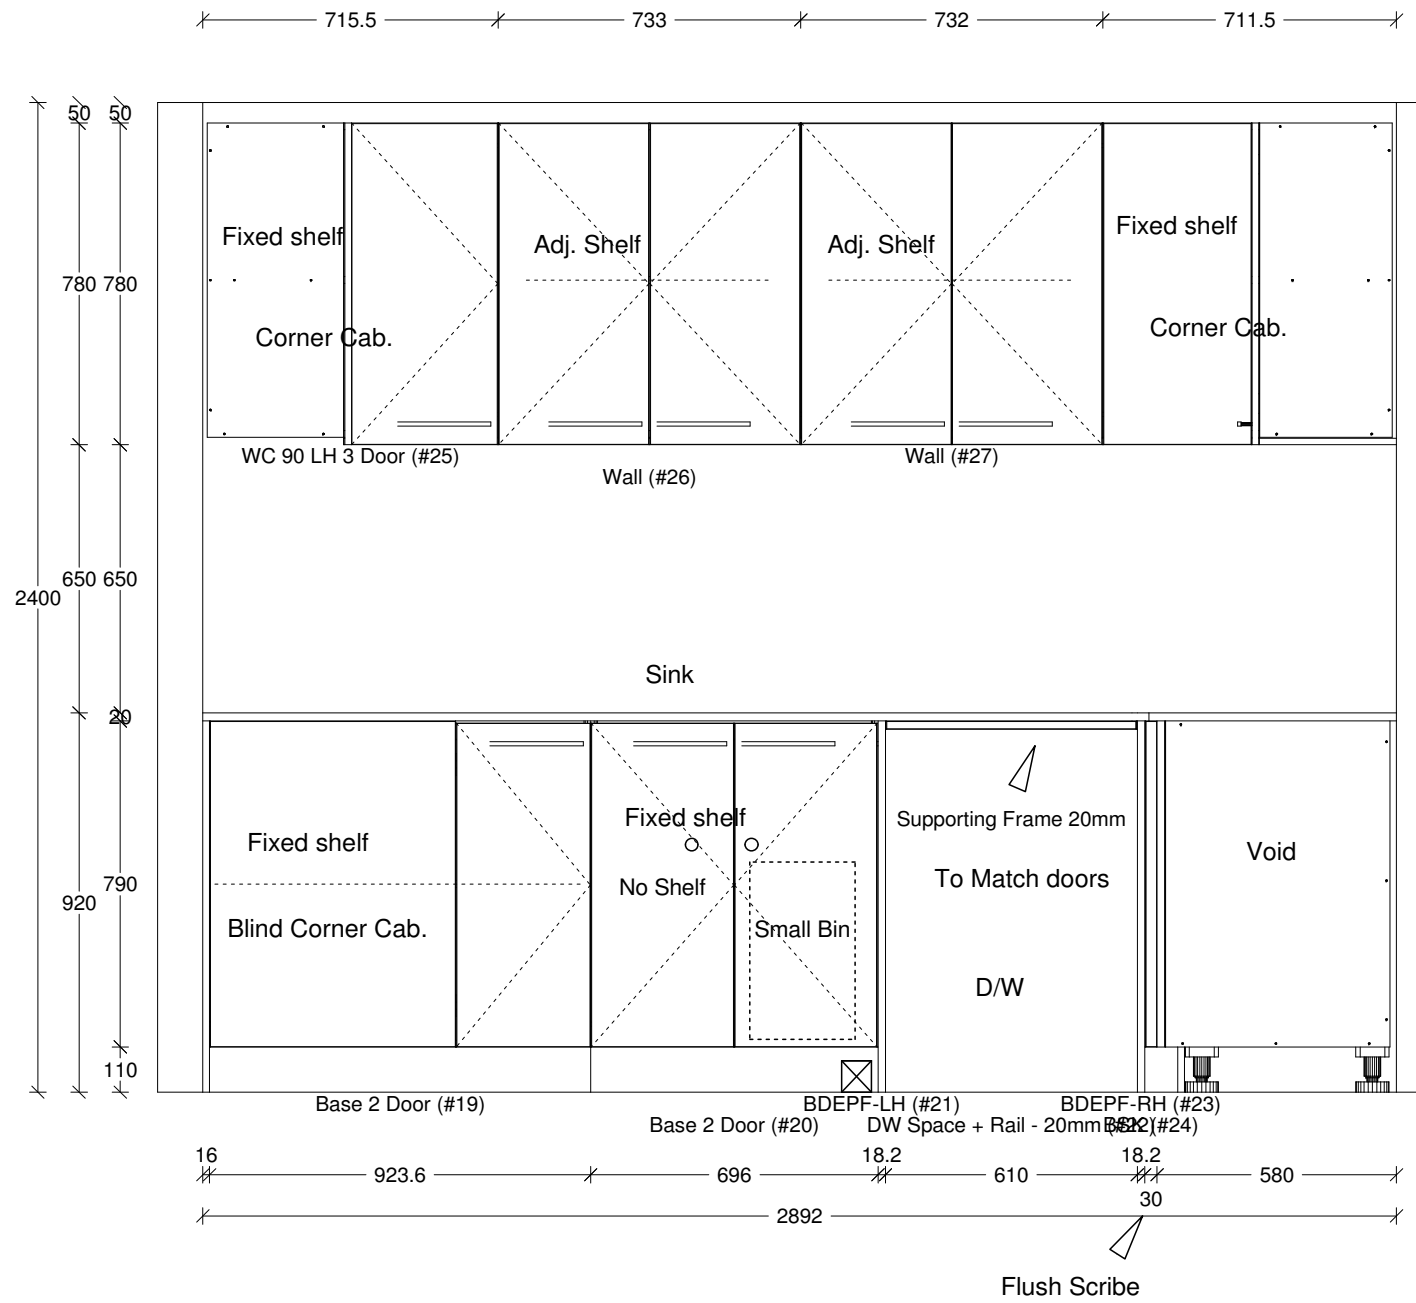 715.5 733 732 711.5
50 50
Fixed shelf Adj. Shelf Adj. Shelf Fixed shelf
780 780
Corner Cab. Corner Cab.
WC 90 LH 3 Door (#25) Wall (#27)
Wall (#26)
650 650
2400
Sink
20
Supporting Frame 20mm
Fixed shelf
Fixed shelf Void
To Match doors
790
No Shelf
920
Blind Corner Cab. Small Bin
D/W
110
Base 2 Door (#19) BDEPF-LH (#21) BDEPF-RH (#23)
Base 2 Door (#20) DW Space + Rail - 20mm (#22) (#24)
16 18.2 18.2
923.6 696 610 580
30
2892
Flush Scribe